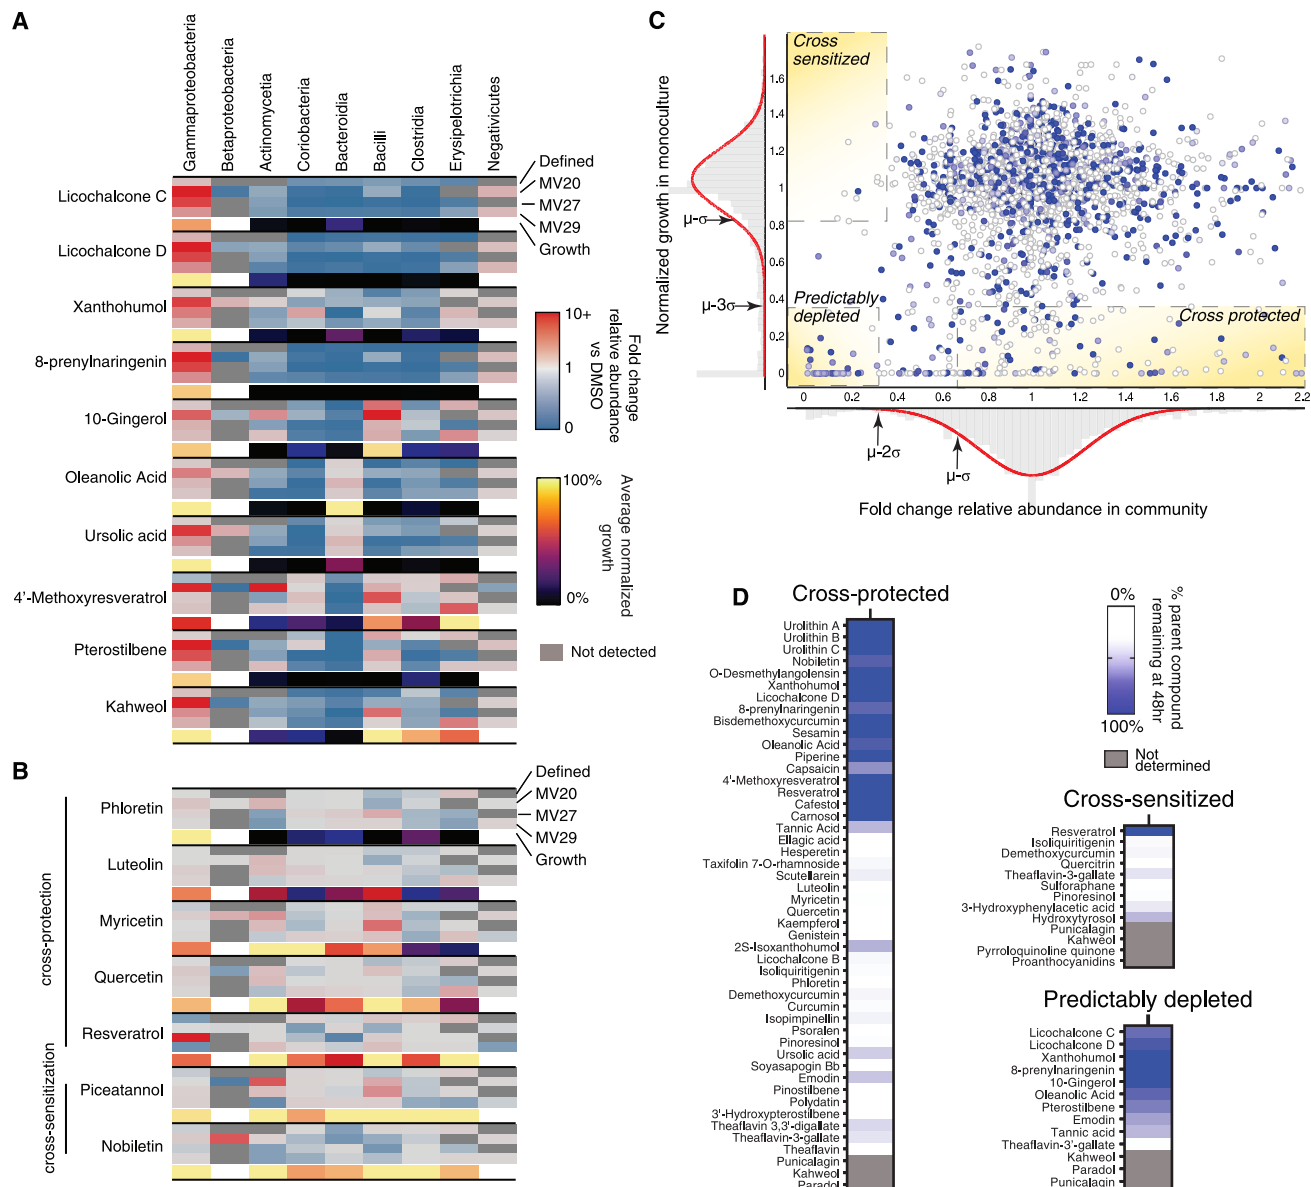 A
Gammaproteobacteria
Betaproteobacteria
Actinomycetia
Coriobacteria
Bacteroidia
Bacilli
Clostridia
Erysipelotrichia
Negativicutes
Licochalcone C
Licochalcone D
Xanthohumol
8-prenylnaringenin
10-Gingerol
Oleanolic Acid
Ursolic acid
4'-Methoxyresveratrol
Pterostilbene
Kahweol
Defined
MV20
MV27
MV29
Growth
10+
1
0
Fold change
relative abundance
vs DMSO
100%
0%
Average normalized
growth
Not detected
B
cross-protection
cross-sensitization
Phloretin
Luteolin
Myricetin
Quercetin
Resveratrol
Piceatannol
Nobiletin
Defined
MV20
MV27
MV29
Growth
C
Normalized growth in monoculture
μ-σ
μ-3σ
Cross
sensitized
Predictably
depleted
Cross protected
1.6
1.4
1.2
1
0.8
0.6
0.4
0.2
0
0 0.2 0.4 0.6 0.8 1 1.2 1.4 1.6 1.8 2 2.2
μ-2σ
μ-σ
Fold change relative abundance in community
D
Cross-protected
Urolithin A
Urolithin B
Urolithin C
Nobiletin
O-Desmethylangolensin
Xanthohumol
Licochalcone D
8-prenylnaringenin
Bisdemethoxycurcumin
Sesamin
Oleanolic Acid
Piperine
Capsaicin
4'-Methoxyresveratrol
Resveratrol
Cafestol
Carnosol
Tannic Acid
Ellagic acid
Hesperetin
Taxifolin 7-O-rhamnoside
Scutellarein
Luteolin
Myricetin
Quercetin
Kaempferol
Genistein
2S-Isoxanthohumol
Licochalcone B
Isoliquiritigenin
Phloretin
Demethoxycurcumin
Curcumin
Isopimpinellin
Psoralen
Pinoresinol
Ursolic acid
Soyasapogin Bb
Emodin
Pinostilbene
Polydatin
3'-Hydroxypterostilbene
Theaflavin 3,3'-digallate
Theaflavin-3-gallate
Theaflavin
Punicalagin
Kahweol
Paradol
0%
100%
% parent compound
remaining at 48hr
Not
determined
Cross-sensitized
Resveratrol
Isoliquiritigenin
Demethoxycurcumin
Quercitrin
Theaflavin-3-gallate
Sulforaphane
Pinoresinol
3-Hydroxyphenylacetic acid
Hydroxytyrosol
Punicalagin
Kahweol
Pyrroloquinoline quinone
Proanthocyanidins
Predictably depleted
Licochalcone C
Licochalcone D
Xanthohumol
8-prenylnaringenin
10-Gingerol
Oleanolic Acid
Pterostilbene
Emodin
Tannic acid
Theaflavin-3'-gallate
Kahweol
Paradol
Punicalagin